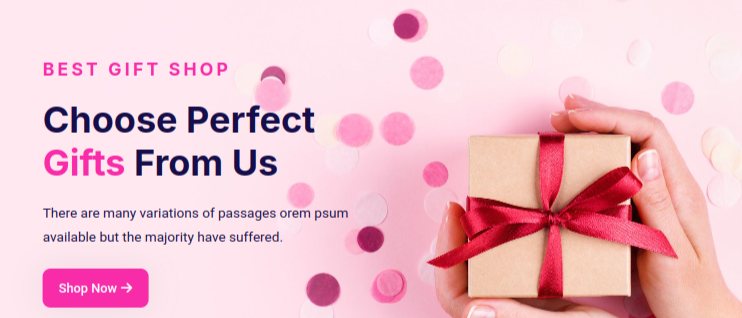 BEST GIFT SHOP
Choose Perfect
Gifts From Us
There are many variations of passages orem psum
available but the majority have suffered.
Shop Now →